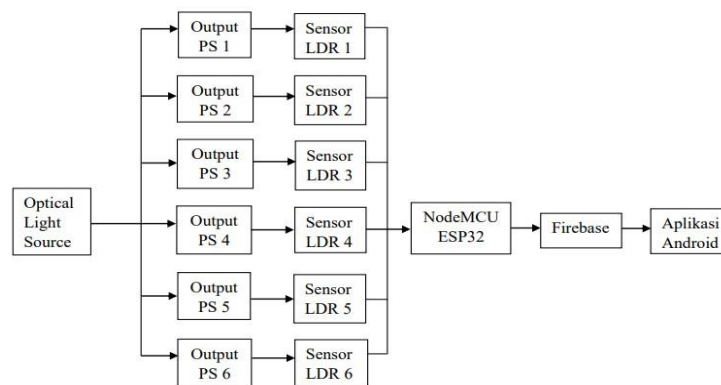 Output
PS 1
Sensor
LDR 1
Output
PS 2
Sensor
LDR 2
Output
PS 3
Sensor
LDR 3
Optical
Light
Source
Output
PS 4
Sensor
LDR 4
NodeMCU
ESP32
Firebase
Aplikasi
Android
Output
PS 5
Sensor
LDR 5
Output
PS 6
Sensor
LDR 6